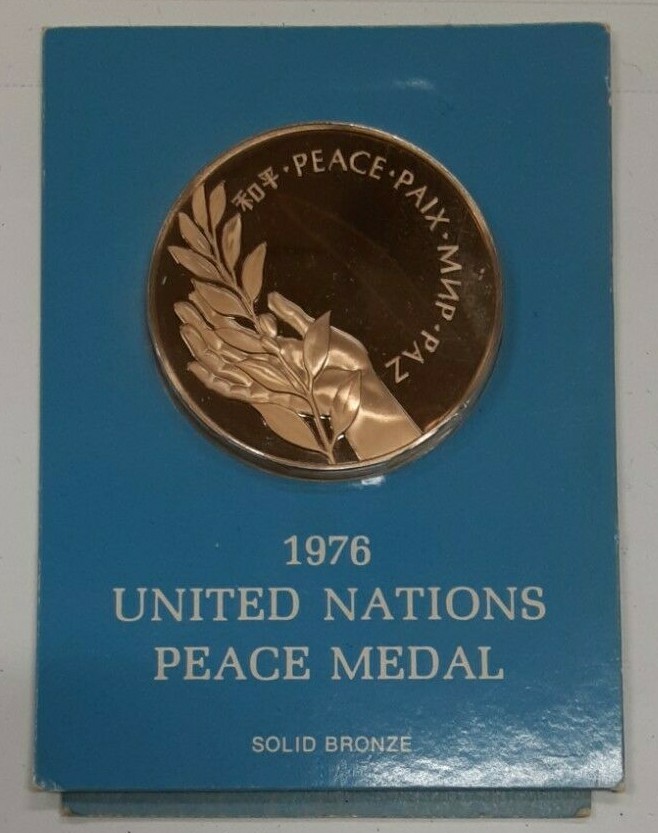 和平·PEACE·PAIX·МИР·PAZ
1976
UNITED NATIONS
PEACE MEDAL
SOLID BRONZE